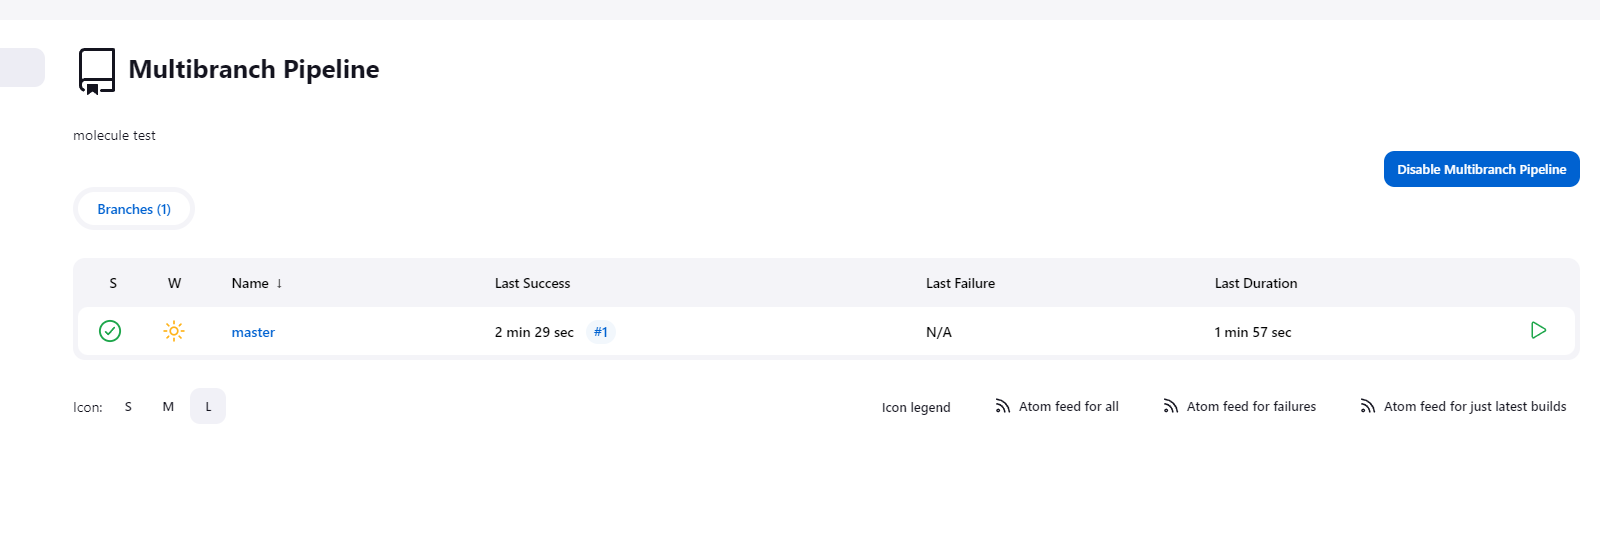 Multibranch Pipeline
molecule test
Disable Multibranch Pipeline
Branches (1)
S W Name ↓ Last Success Last Failure Last Duration
master 2 min 29 sec #1 N/A 1 min 57 sec
Icon: S M L Icon legend Atom feed for all Atom feed for failures Atom feed for just latest builds